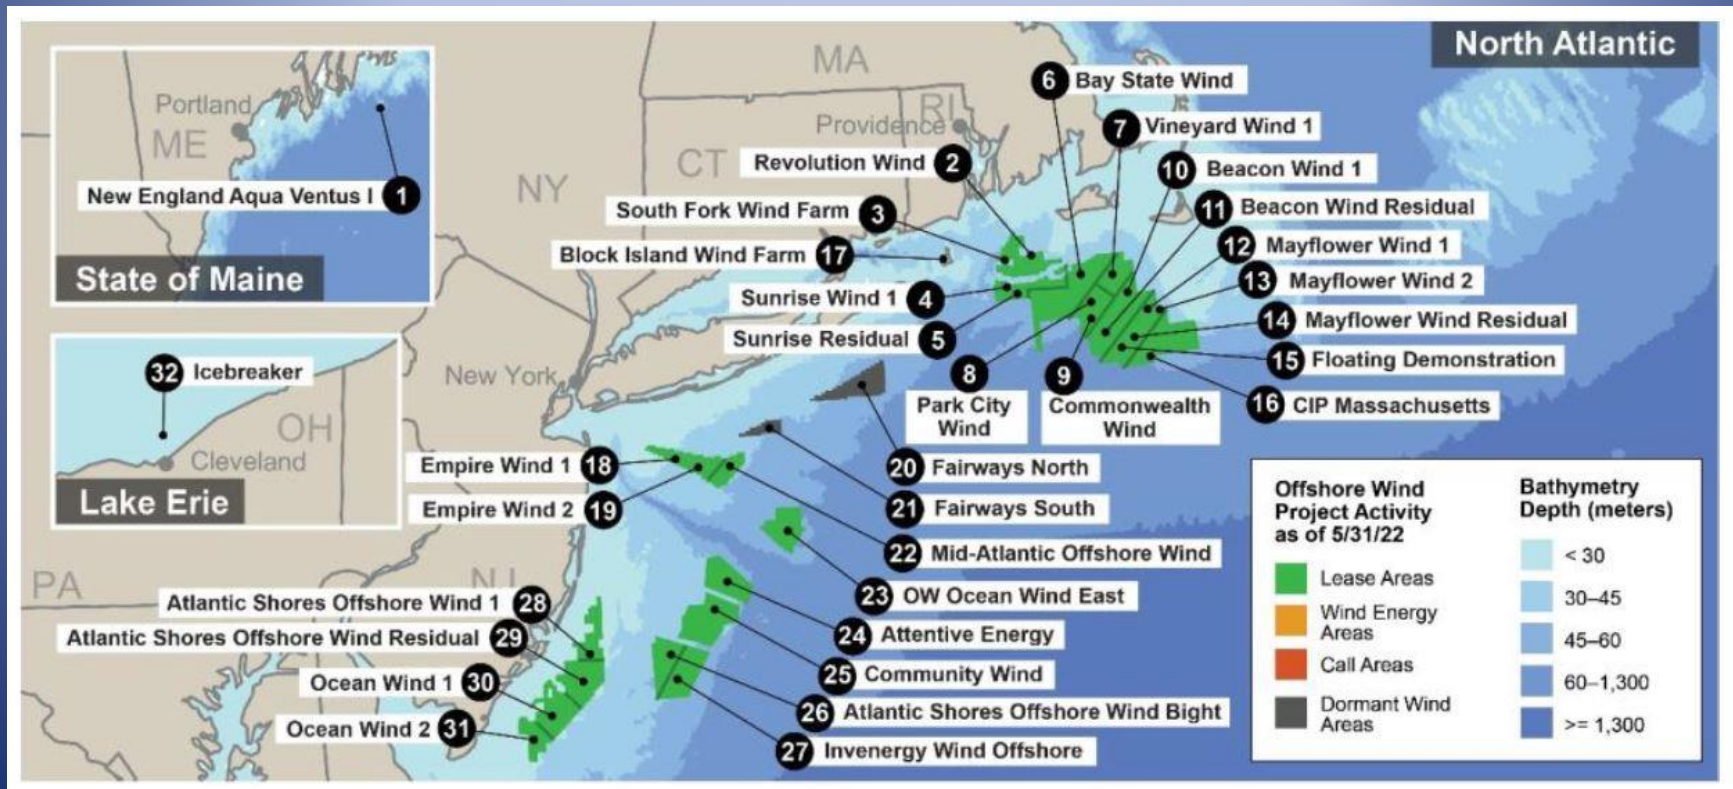 North Atlantic
MA
6 Bay State Wind
RI
Portland
ME
Providence
7 Vineyard Wind 1
CT
Revolution Wind 2
10 Beacon Wind 1
NY
New England Aqua Ventus I 1
South Fork Wind Farm 3
11 Beacon Wind Residual
12 Mayflower Wind 1
Block Island Wind Farm 17
State of Maine
13 Mayflower Wind 2
Sunrise Wind 1 4
14 Mayflower Wind Residual
Sunrise Residual 5
15 Floating Demonstration
32 Icebreaker
New York
8
Park City
Wind
9
Commonwealth
Wind
16 CIP Massachusetts
OH
Cleveland
Lake Erie
Empire Wind 1 18
20 Fairways North
Empire Wind 2 19
21 Fairways South
22 Mid-Atlantic Offshore Wind
PA
NJ
23 OW Ocean Wind East
Atlantic Shores Offshore Wind 1 28
24 Attentive Energy
Atlantic Shores Offshore Wind Residual 29
25 Community Wind
Ocean Wind 1 30
26 Atlantic Shores Offshore Wind Bight
Ocean Wind 2 31
27 Invenergy Wind Offshore
Offshore Wind
Project Activity
as of 5/31/22
Lease Areas
Wind Energy
Areas
Call Areas
Dormant Wind
Areas
Bathymetry
Depth (meters)
< 30
30–45
45–60
60–1,300
>= 1,300